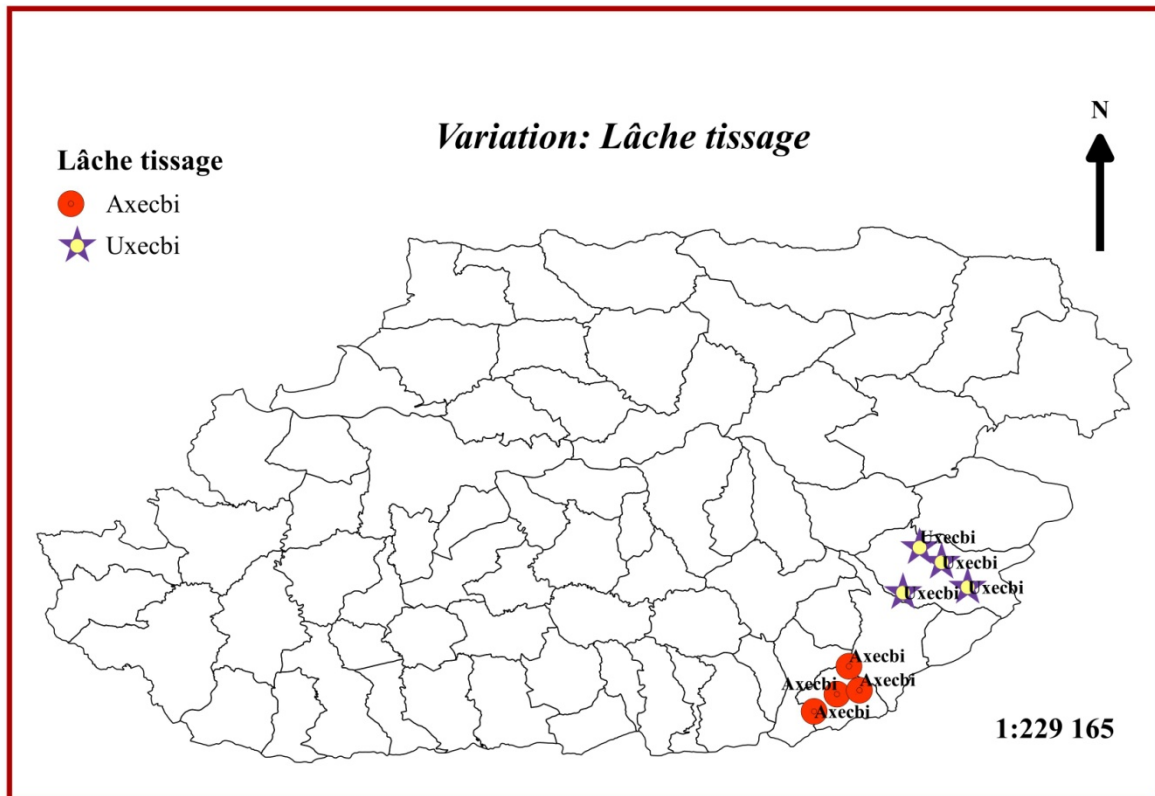 N
Variation: Lâche tissage
Lâche tissage
Axecbi
Uxecbi
Uxecbi
Uxecbi
Uxecbi
Uxecbi
Axecbi
Axecbi
Axecbi
Axecbi
1:229 165